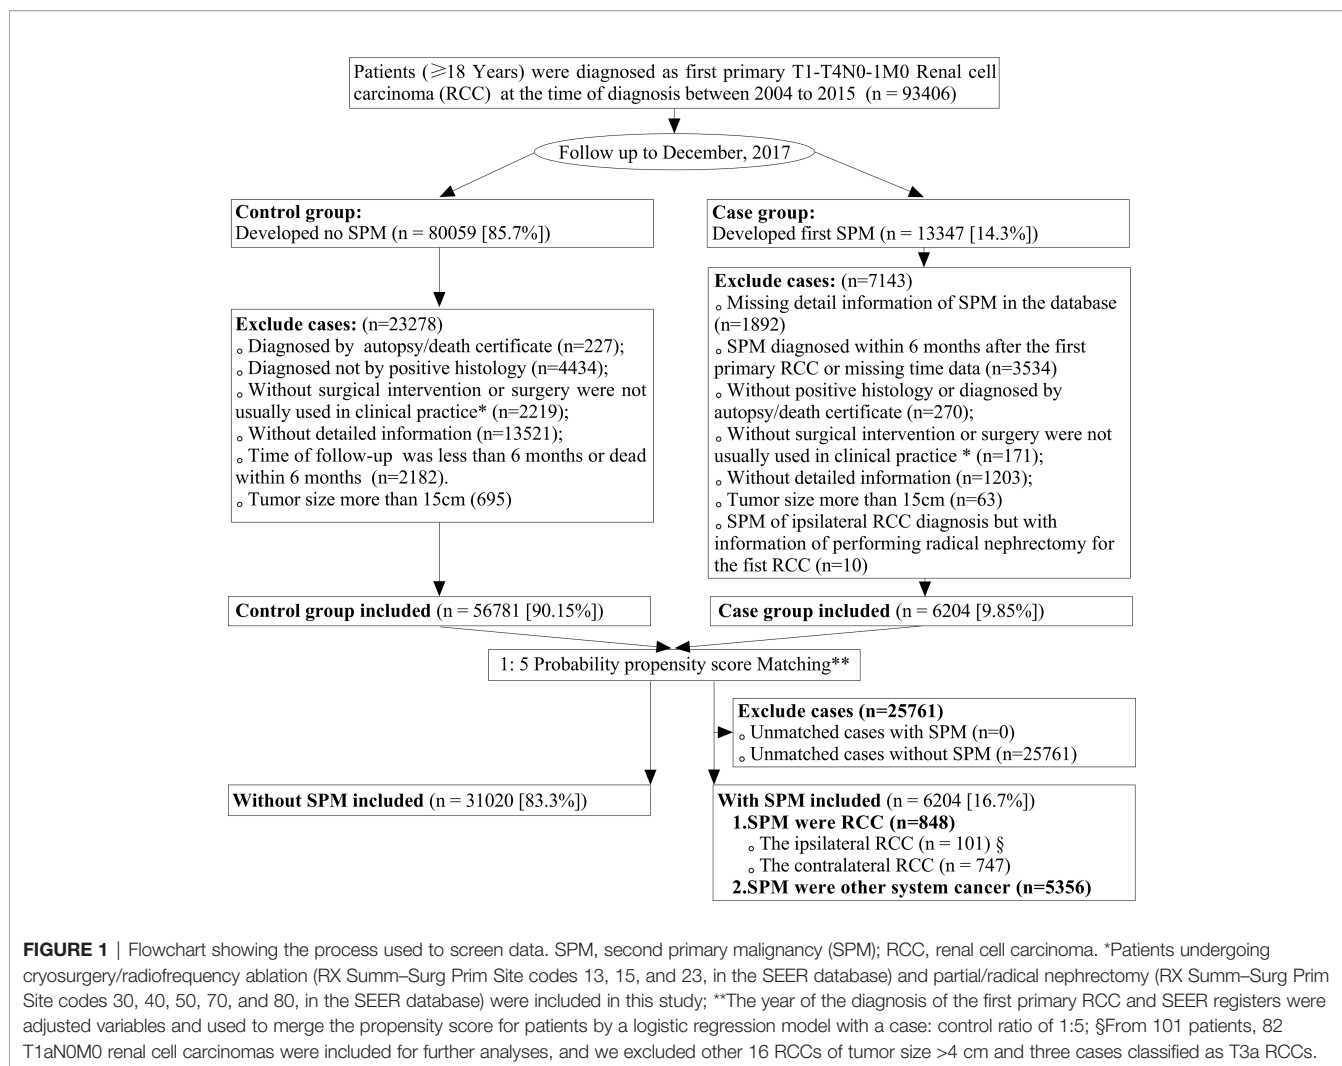 Patients (≥18 Years) were diagnosed as first primary T1-T4N0-1M0 Renal cell
carcinoma (RCC) at the time of diagnosis between 2004 to 2015 (n = 93406)
Follow up to December, 2017
Control group:
Developed no SPM (n = 80059 [85.7%])
Exclude cases: (n=23278)
。Diagnosed by autopsy/death certificate (n=227);
。Diagnosed not by positive histology (n=4434);
。Without surgical intervention or surgery were not
usually used in clinical practice* (n=2219);
。Without detailed information (n=13521);
。Time of follow-up was less than 6 months or dead
within 6 months (n=2182).
。Tumor size more than 15cm (695)
Control group included (n = 56781 [90.15%])
Case group:
Developed first SPM (n = 13347 [14.3%])
Exclude cases: (n=7143)
。Missing detail information of SPM in the database
(n=1892)
。SPM diagnosed within 6 months after the first
primary RCC or missing time data (n=3534)
。Without positive histology or diagnosed by
autopsy/death certificate (n=270);
。Without surgical intervention or surgery were not
usually used in clinical practice * (n=171);
。Without detailed information (n=1203);
。Tumor size more than 15cm (n=63)
。SPM of ipsilateral RCC diagnosis but with
information of performing radical nephrectomy for
the fist RCC (n=10)
Case group included (n = 6204 [9.85%])
1: 5 Probability propensity score Matching**
Exclude cases (n=25761)
。Unmatched cases with SPM (n=0)
。Unmatched cases without SPM (n=25761)
Without SPM included (n = 31020 [83.3%])
With SPM included (n = 6204 [16.7%])
1.SPM were RCC (n=848)
。The ipsilateral RCC (n = 101) §
。The contralateral RCC (n = 747)
2.SPM were other system cancer (n=5356)
FIGURE 1 | Flowchart showing the process used to screen data. SPM, second primary malignancy (SPM); RCC, renal cell carcinoma. *Patients undergoing
cryosurgery/radiofrequency ablation (RX Summ–Surg Prim Site codes 13, 15, and 23, in the SEER database) and partial/radical nephrectomy (RX Summ–Surg Prim
Site codes 30, 40, 50, 70, and 80, in the SEER database) were included in this study; **The year of the diagnosis of the first primary RCC and SEER registers were
adjusted variables and used to merge the propensity score for patients by a logistic regression model with a case: control ratio of 1:5; §From 101 patients, 82
T1aN0M0 renal cell carcinomas were included for further analyses, and we excluded other 16 RCCs of tumor size >4 cm and three cases classified as T3a RCCs.